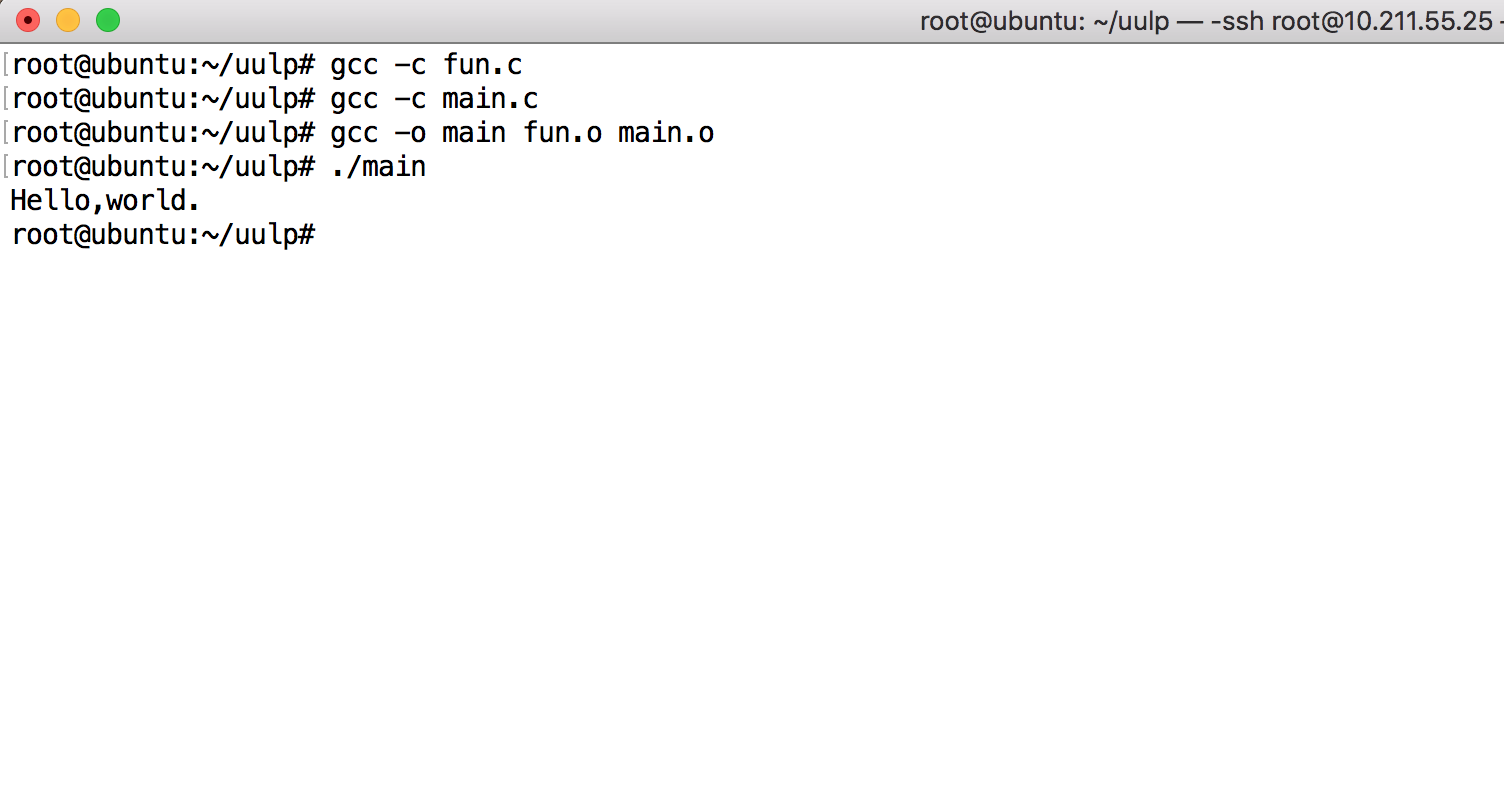 root@ubuntu: ~/uulp — -ssh root@10.211.55.25 -
[root@ubuntu:~/uulp# gcc -c fun.c
[root@ubuntu:~/uulp# gcc -c main.c
[root@ubuntu:~/uulp# gcc -o main fun.o main.o
[root@ubuntu:~/uulp# ./main
Hello,world.
root@ubuntu:~/uulp#